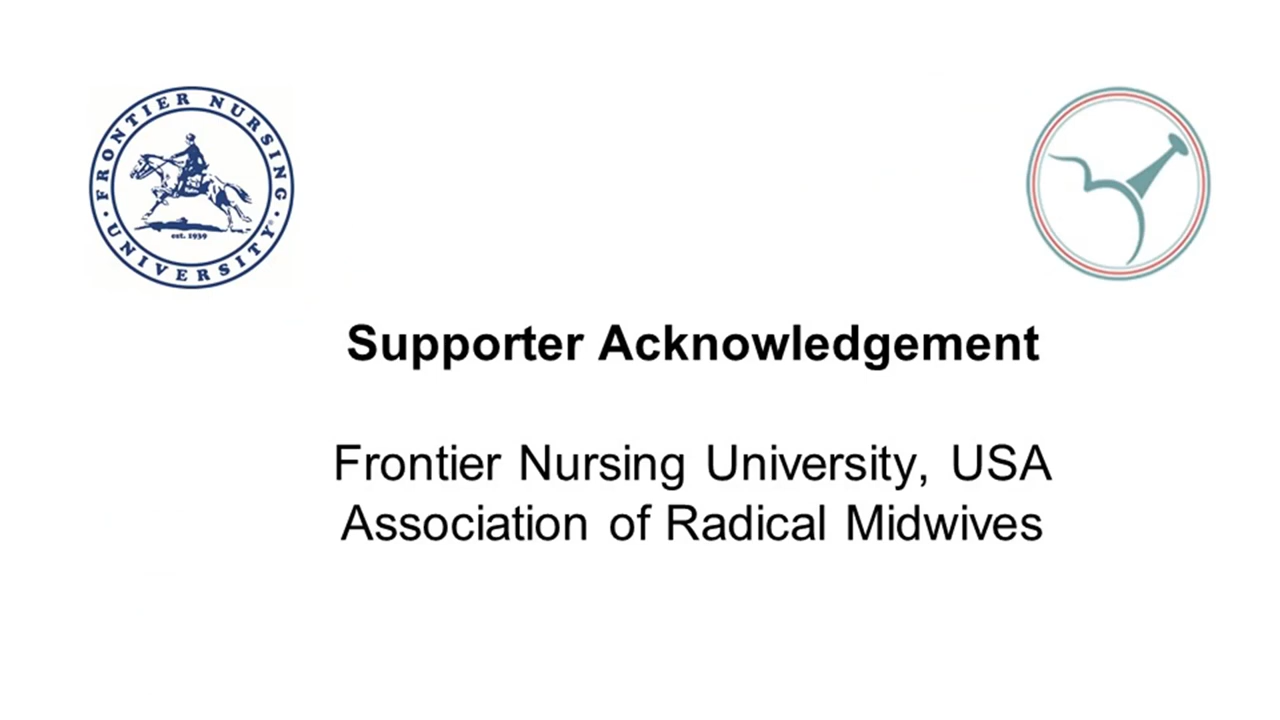 FRONTIER NURSING
UNIVERSITY®
est. 1939
Supporter Acknowledgement
Frontier Nursing University, USA
Association of Radical Midwives